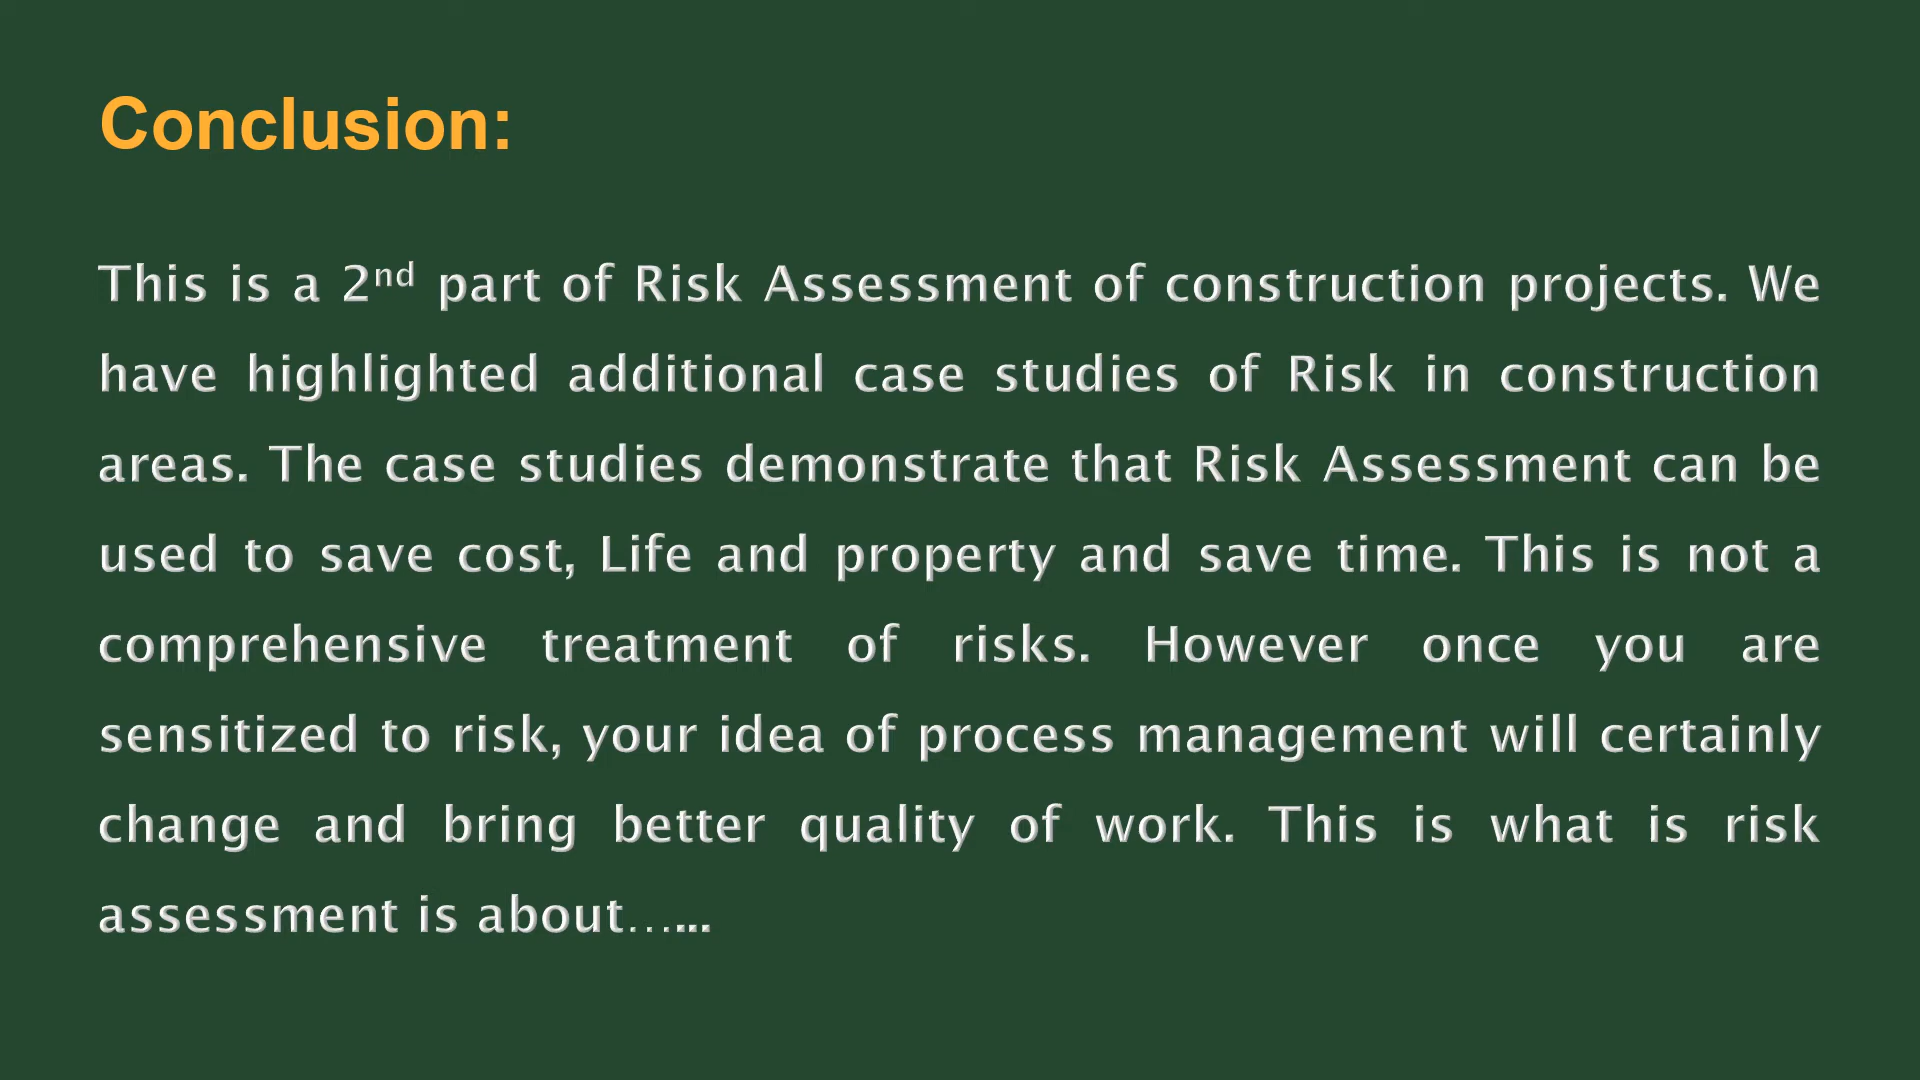 Conclusion:
This is a 2nd part of Risk Assessment of construction projects. We
have highlighted additional case studies of Risk in construction
areas. The case studies demonstrate that Risk Assessment can be
used to save cost, Life and property and save time. This is not a
comprehensive treatment of risks. However once you are
sensitized to risk, your idea of process management will certainly
change and bring better quality of work. This is what is risk
assessment is about…...